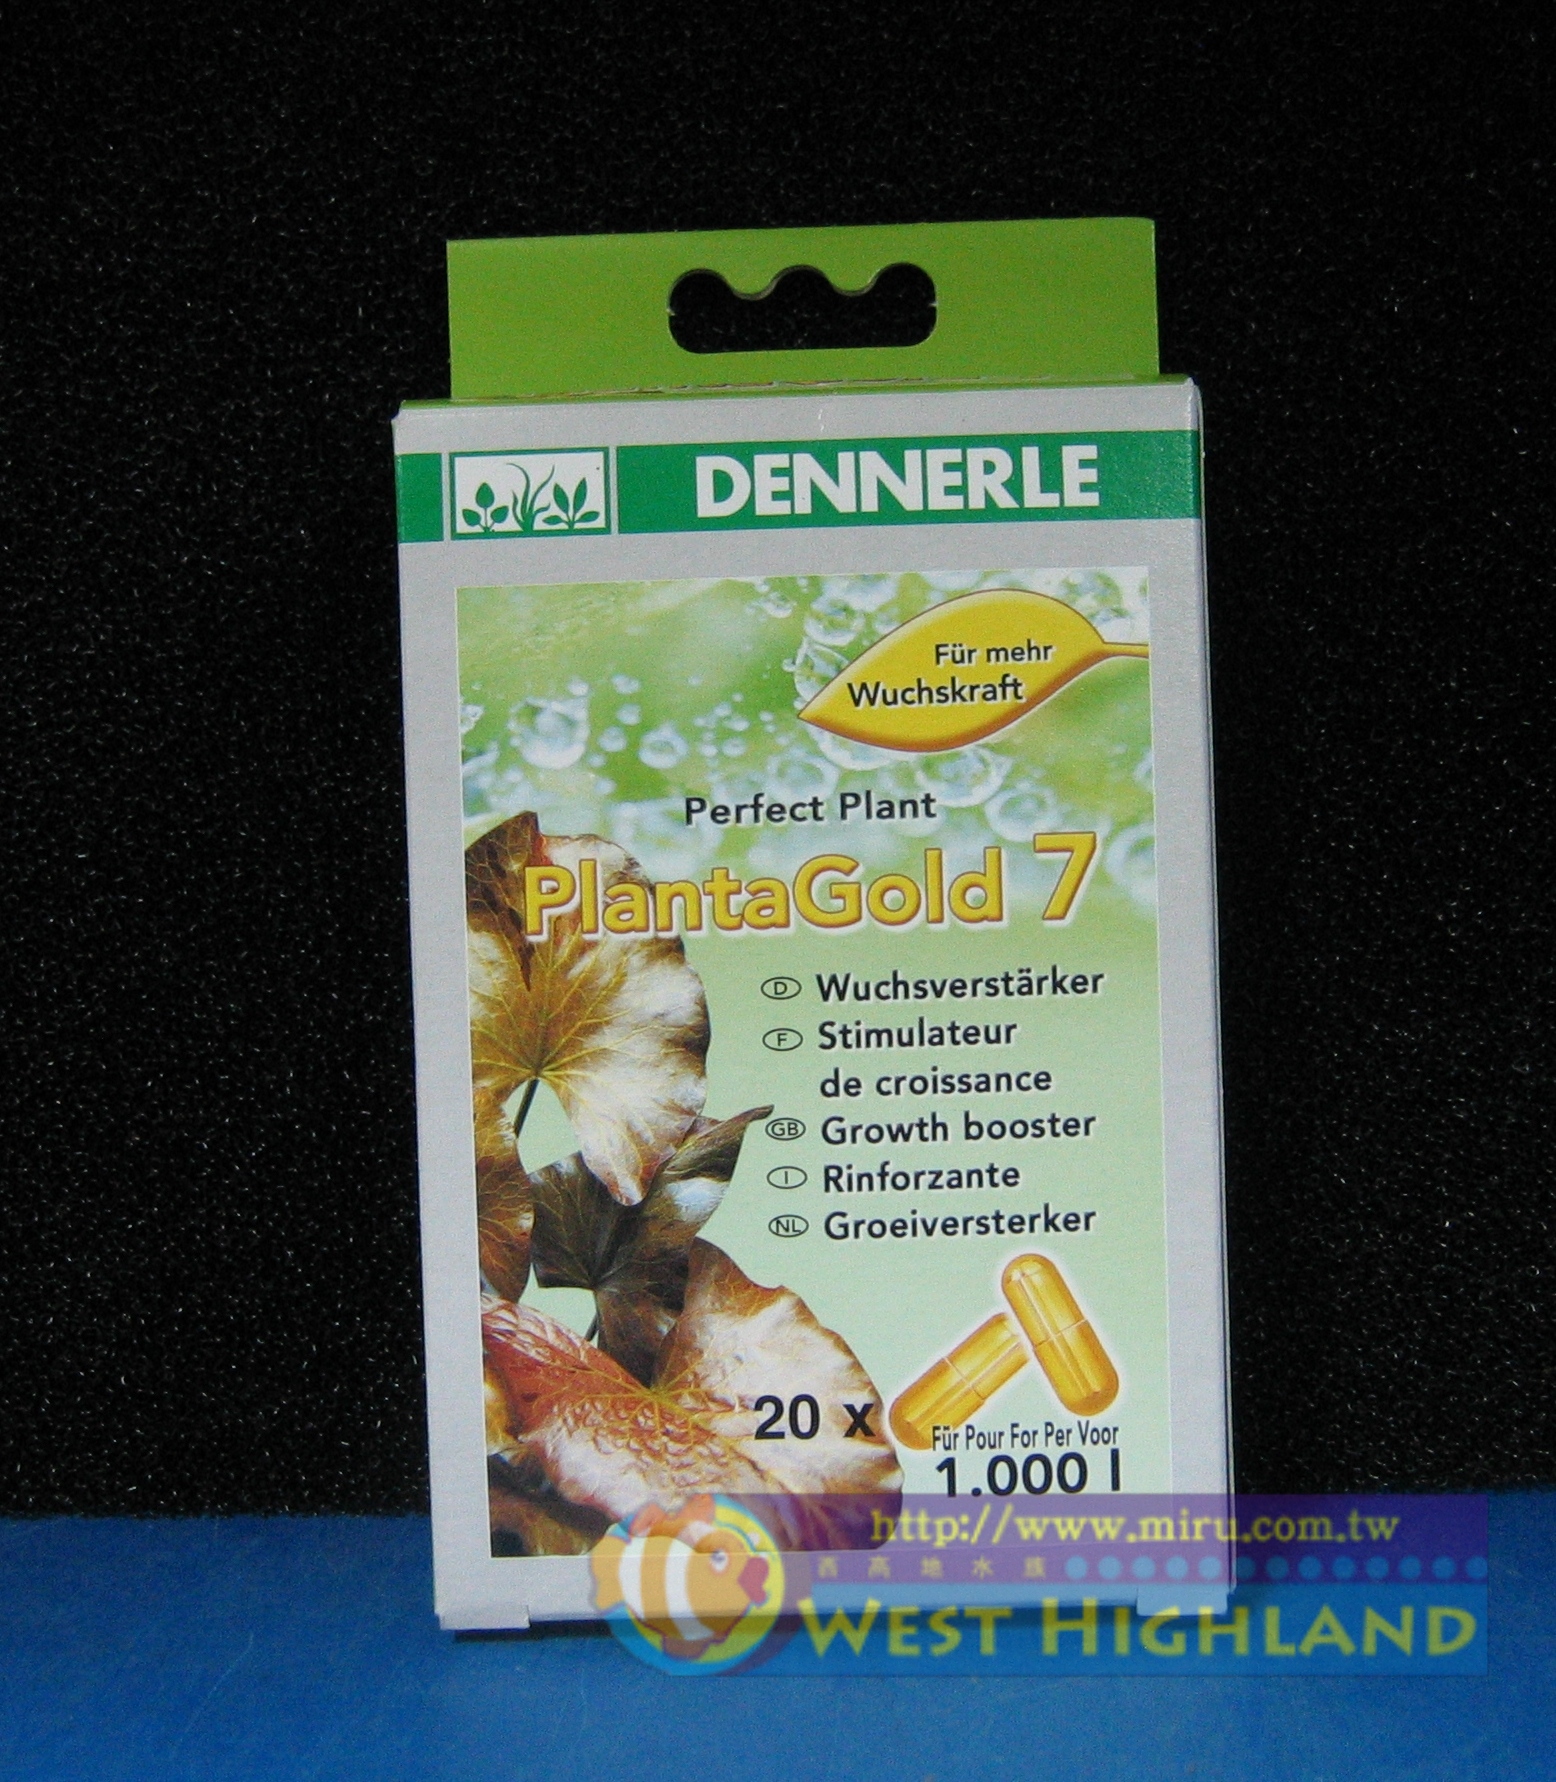 DENNERLE
Für mehr
Wuchskraft
Perfect Plant
PlantaGold 7
D Wuchsverstärker
F Stimulateur
de croissance
GB Growth booster
I Rinforzante
NL Groeiversterker
20 x
Für Pour For Per Voor
1.000 l
http://www.miru.com.tw
西高地水族
WEST HIGHLAND